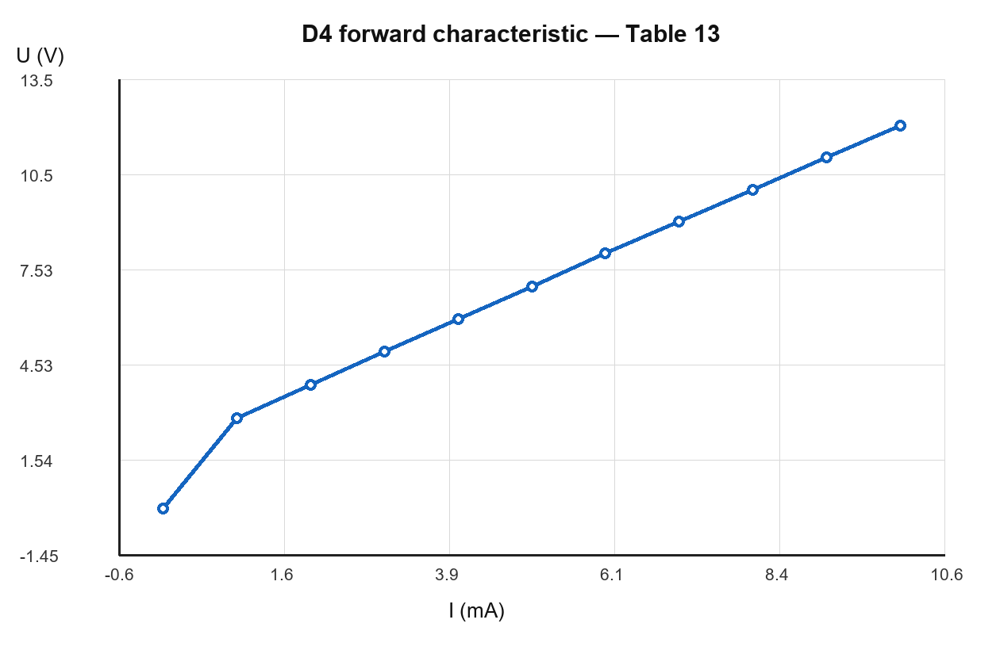 D4 forward characteristic — Table 13
U (V)
13.5
10.5
7.53
4.53
1.54
-1.45
-0.6 1.6 3.9 6.1 8.4 10.6
I (mA)